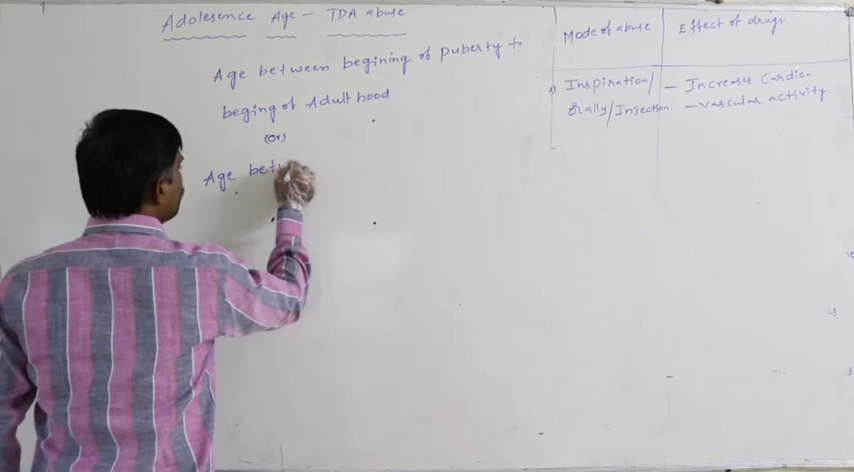 Adolesence Age - TDA abuse
Age between begining of puberty to
beging of Adult hood
(or)
Age bet
Mode of abuse
Effect of drugs
1) Inspiration/
Orally/Injection.
- Increases Cardio-
- vascular activity